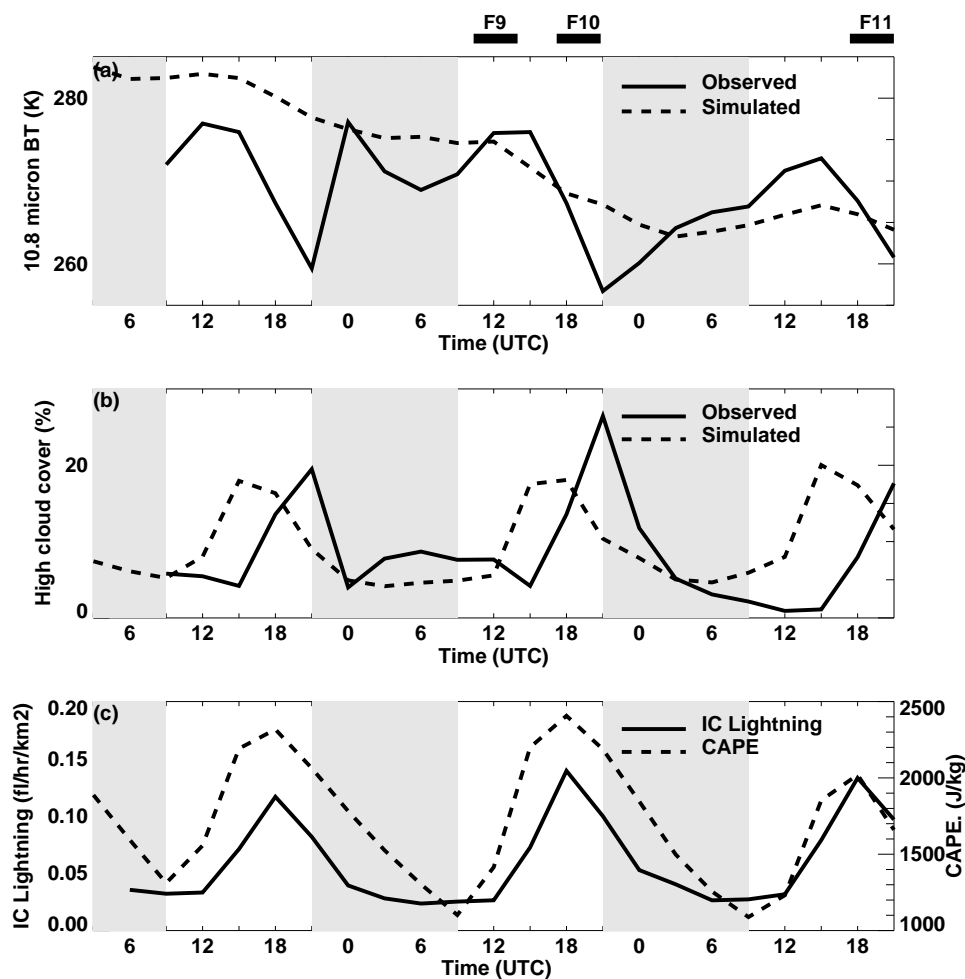 F9 F10 F11
(a)
Observed
Simulated
10.8 micron BT (K)
280
260
6 12 18 0 6 12 18 0 6 12 18
Time (UTC)
(b)
Observed
Simulated
High cloud cover (%)
20
0
6 12 18 0 6 12 18 0 6 12 18
Time (UTC)
(c)
IC Lightning
CAPE
IC Lightning (fl/hr/km2)
0.20
0.15
0.10
0.05
0.00
2500
2000
1500
1000
CAPE. (J/kg)
6 12 18 0 6 12 18 0 6 12 18
Time (UTC)